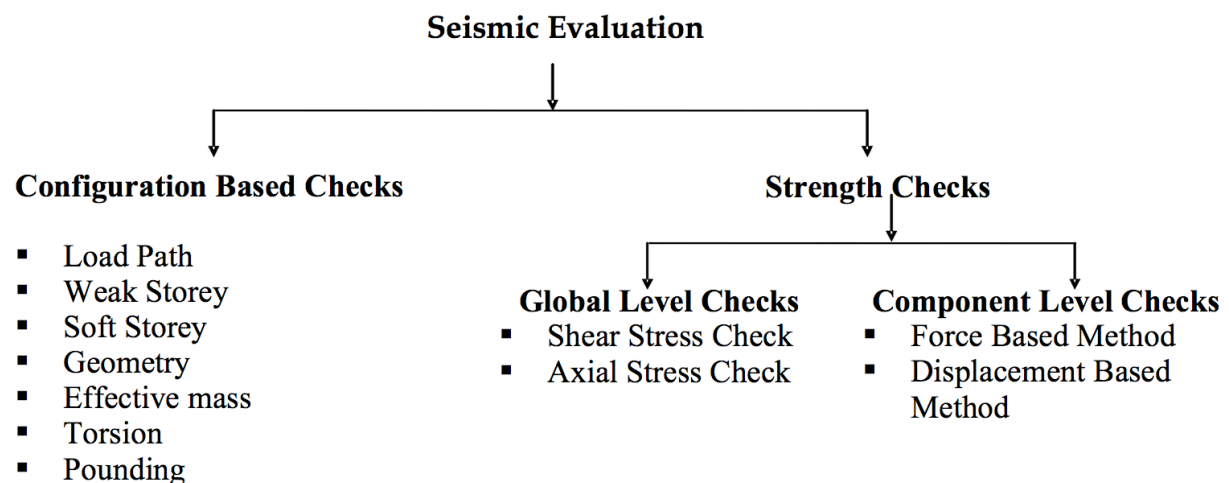 Seismic Evaluation
Configuration Based Checks
▪ Load Path
▪ Weak Storey
▪ Soft Storey
▪ Geometry
▪ Effective mass
▪ Torsion
▪ Pounding
Strength Checks
Global Level Checks
▪ Shear Stress Check
▪ Axial Stress Check
Component Level Checks
▪ Force Based Method
▪ Displacement Based
Method